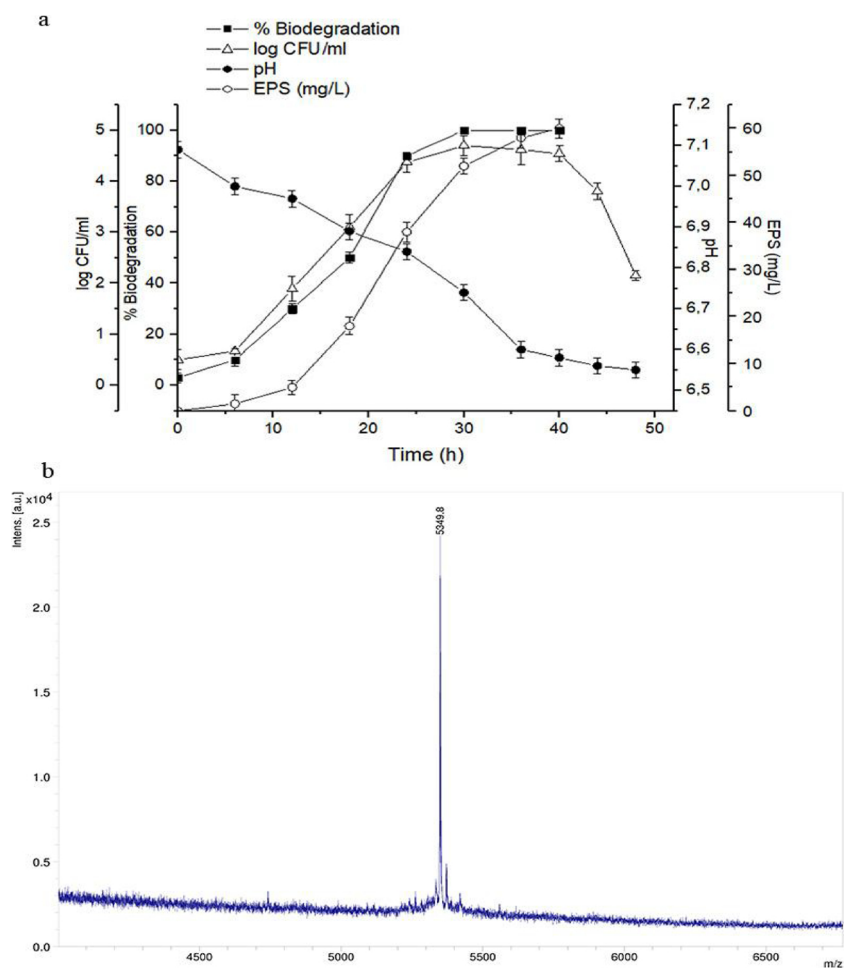 a
% Biodegradation
log CFU/ml
pH
EPS (mg/L)
5
4
3
2
1
0
log CFU/ml
100
80
60
40
20
0
% Biodegradation
7,2
7,1
7,0
6,9
6,8
6,7
6,6
6,5
pH
60
50
40
30
20
10
0
EPS (mg/L)
0 10 20 30 40 50
Time (h)
b
Intens. [a.u.]
x10⁴
2.5
2.0
1.5
1.0
0.5
0.0
5349.8
4500 5000 5500 6000 6500
m/z